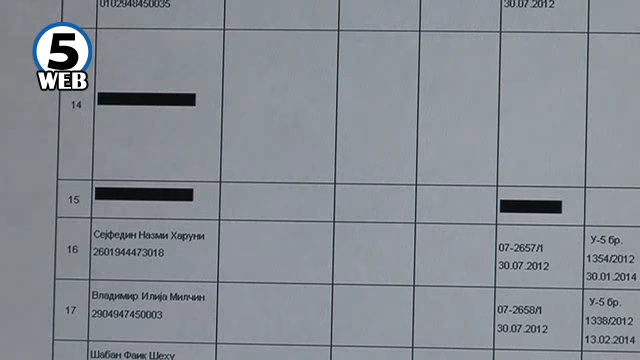 5
WEB
0102948450035
30.07.2012
14
15
16
Сејфедин Назми Харуни
2601944473018
07-2657/1
30.07.2012
У-5 бр.
1354/2012
30.01.2014
17
Владимир Илија Милчин
2904947450003
07-2658/1
30.07.2012
У-5 бр.
1338/2012
13.02.2014
Шабан Фаик Шеху